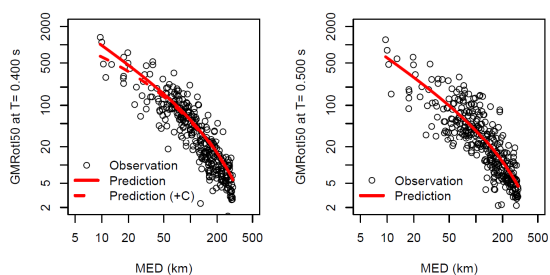 GMRotI50 at T= 0.400 s
2000
500
100
20
5
2
Observation
Prediction
Prediction (+C)
5 10 20 50 200 500
MED (km)
GMRotI50 at T= 0.500 s
2000
500
100
20
5
2
Observation
Prediction
5 10 20 50 200 500
MED (km)